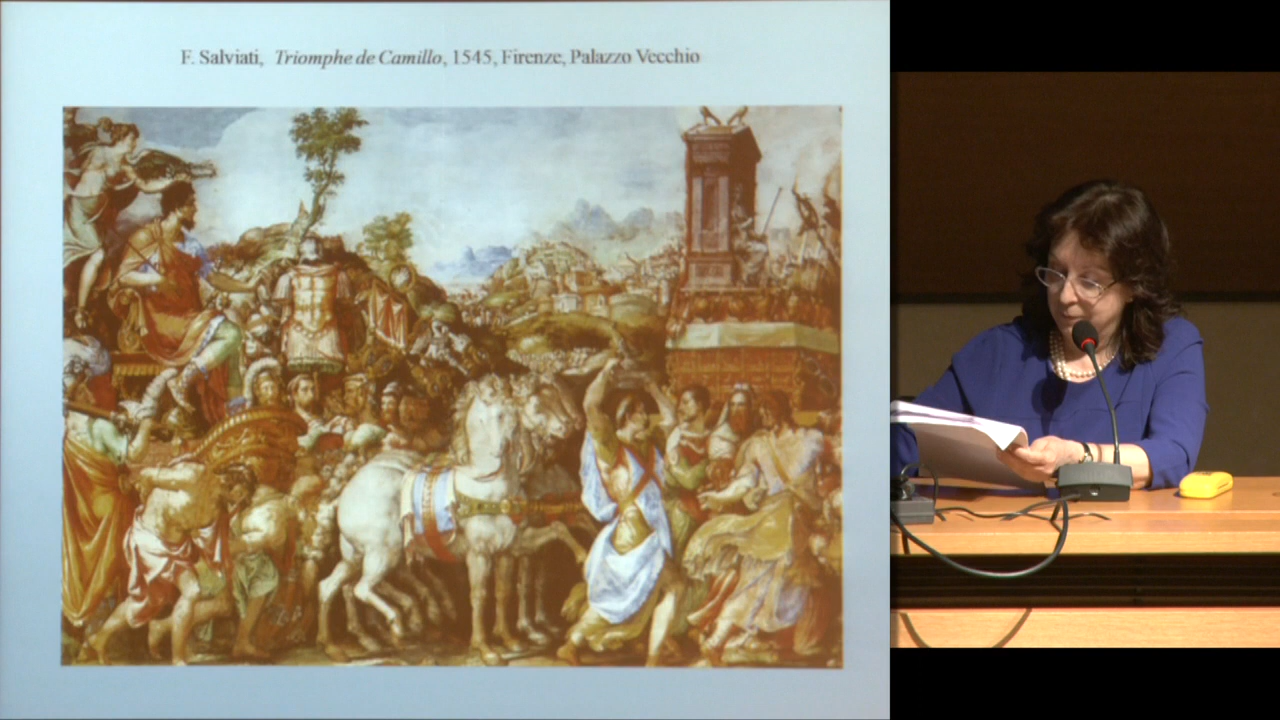 F. Salviati, Triomphe de Camillo, 1545, Firenze, Palazzo Vecchio